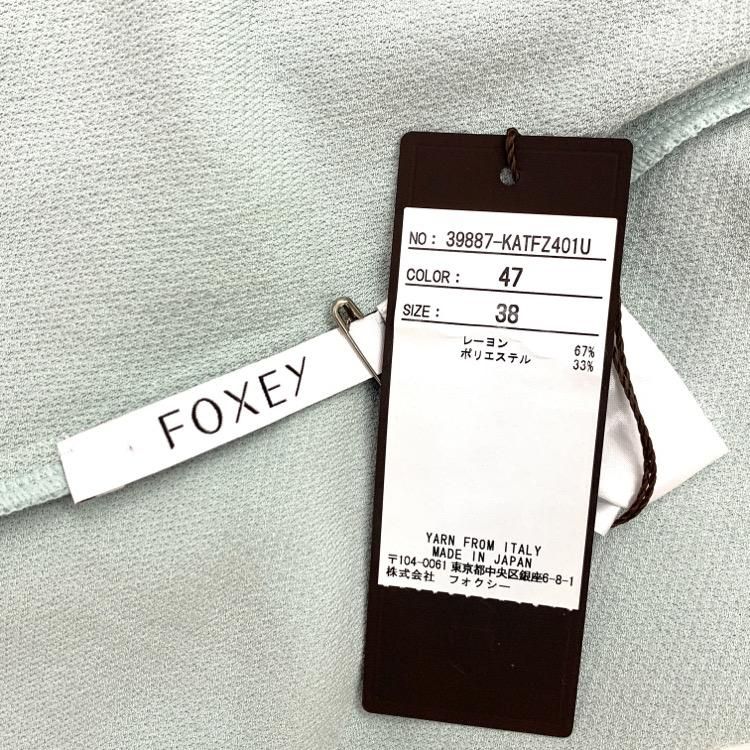 FOXEY
NO: 39887-KATFZ401U
COLOR: 47
SIZE: 38
レーヨン 67%
ポリエステル 33%
YARN FROM ITALY
MADE IN JAPAN
〒104-0061 東京都中央区銀座6-8-1
株式会社 フォクシー